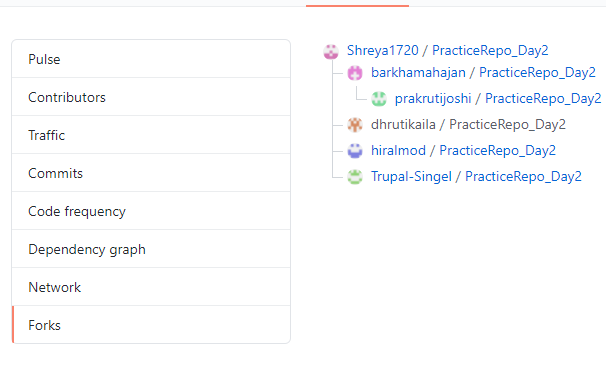 Pulse
Contributors
Traffic
Commits
Code frequency
Dependency graph
Network
Forks
Shreya1720 / PracticeRepo_Day2
barkhamahajan / PracticeRepo_Day2
prakrutijoshi / PracticeRepo_Day2
dhrutikaila / PracticeRepo_Day2
hiralmod / PracticeRepo_Day2
Trupal-Singel / PracticeRepo_Day2